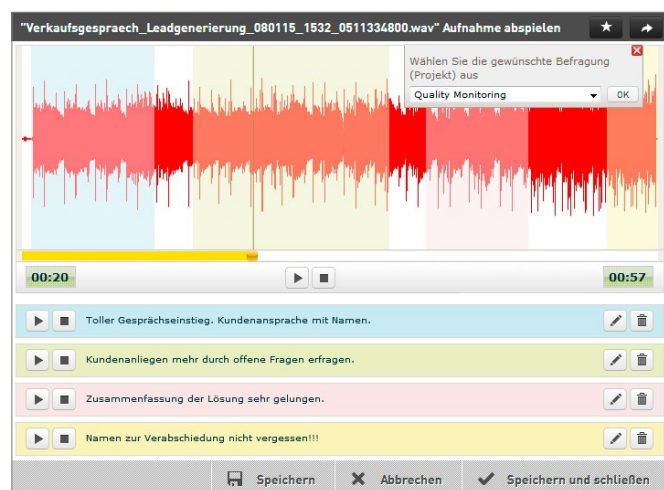 "Verkaufsgespraech_Leadgenerierung_080115_1532_0511334800.wav" Aufnahme abspielen
Wählen Sie die gewünschte Befragung
(Projekt) aus
Quality Monitoring
OK
00:20
00:57
Toller Gesprächseinstieg. Kundenansprache mit Namen.
Kundenanliegen mehr durch offene Fragen erfragen.
Zusammenfassung der Lösung sehr gelungen.
Namen zur Verabschiedung nicht vergessen!!!
Speichern
Abbrechen
Speichern und schließen